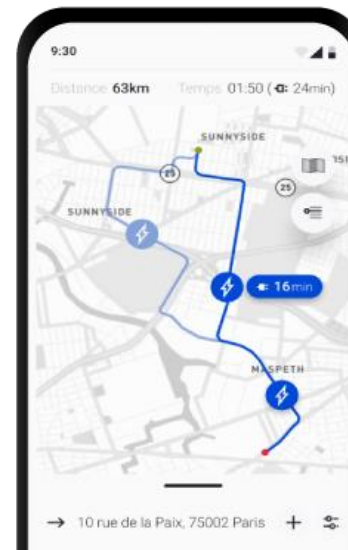 9:30
Distance 63km Temps 01:50 ( 24min)
SUNNYSIDE
25
25
SUNNYSIDE
16min
MASPETH
10 rue de la Paix, 75002 Paris